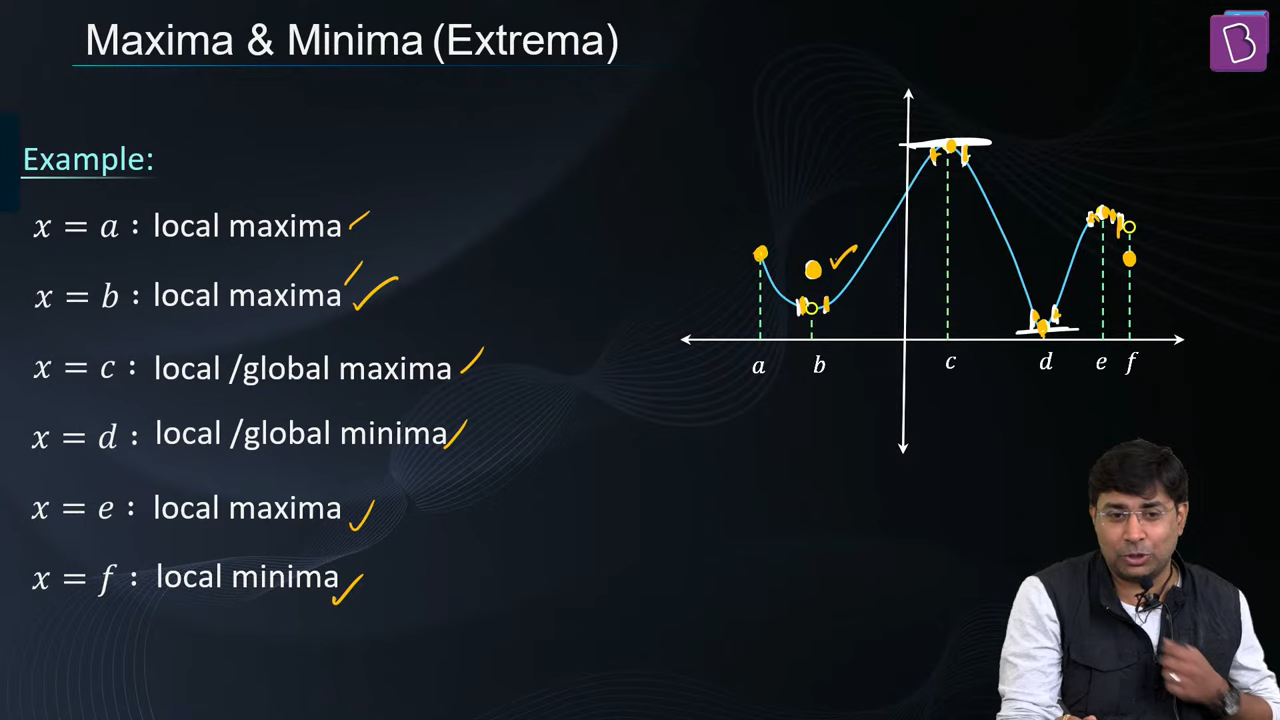 Maxima & Minima (Extrema)
Example:
x = a : local maxima
x = b : local maxima
x = c : local /global maxima
x = d : local /global minima
x = e : local maxima
x = f : local minima
a b c d e f
B